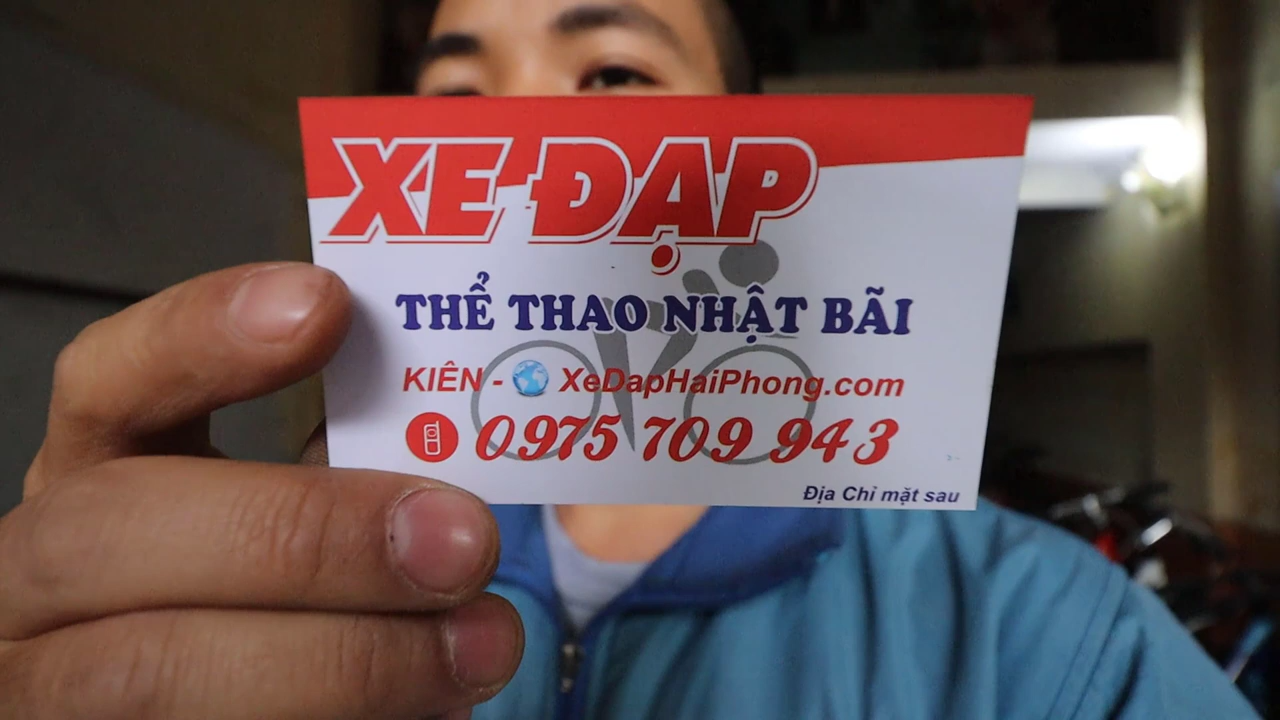 XE ĐẠP
THỂ THAO NHẬT BÃI
KIÊN - XeDapHaiPhong.com
0975 709 943
Địa Chỉ mặt sau